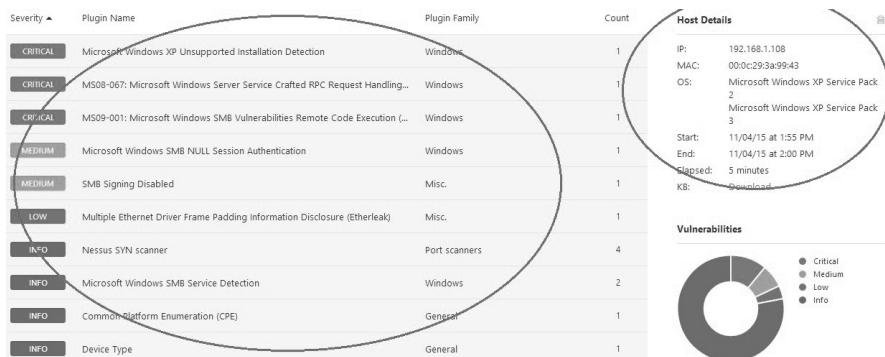 Severity Plugin Name Plugin Family Count
CRITICAL Microsoft Windows XP Unsupported Installation Detection Windows 1
CRITICAL MS08-067: Microsoft Windows Server Service Crafted RPC Request Handling... Windows 1
CRITICAL MS09-001: Microsoft Windows SMB Vulnerabilities Remote Code Execution (... Windows 1
MEDIUM Microsoft Windows SMB NULL Session Authentication Windows 1
MEDIUM SMB Signing Disabled Misc. 1
LOW Multiple Ethernet Driver Frame Padding Information Disclosure (Etherleak) Misc. 1
INFO Nessus SYN scanner Port scanners 4
INFO Microsoft Windows SMB Service Detection Windows 2
INFO Common Platform Enumeration (CPE) General 1
INFO Device Type General 1
Host Details
IP: 192.168.1.108
MAC: 00:0c:29:3a:99:43
OS: Microsoft Windows XP Service Pack
2
Microsoft Windows XP Service Pack
3
Start: 11/04/15 at 1:55 PM
End: 11/04/15 at 2:00 PM
Elapsed: 5 minutes
KB: Download
Vulnerabilities
Critical
Medium
Low
Info